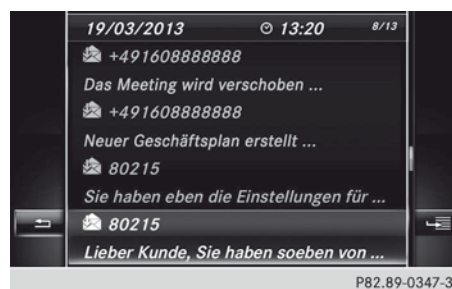 19/03/2013 13:20 8/13
+491608888888
Das Meeting wird verschoben ...
+491608888888
Neuer Geschäftsplan erstellt ...
80215
Sie haben eben die Einstellungen für ...
80215
Lieber Kunde, Sie haben soeben von ...
P82.89-0347-3